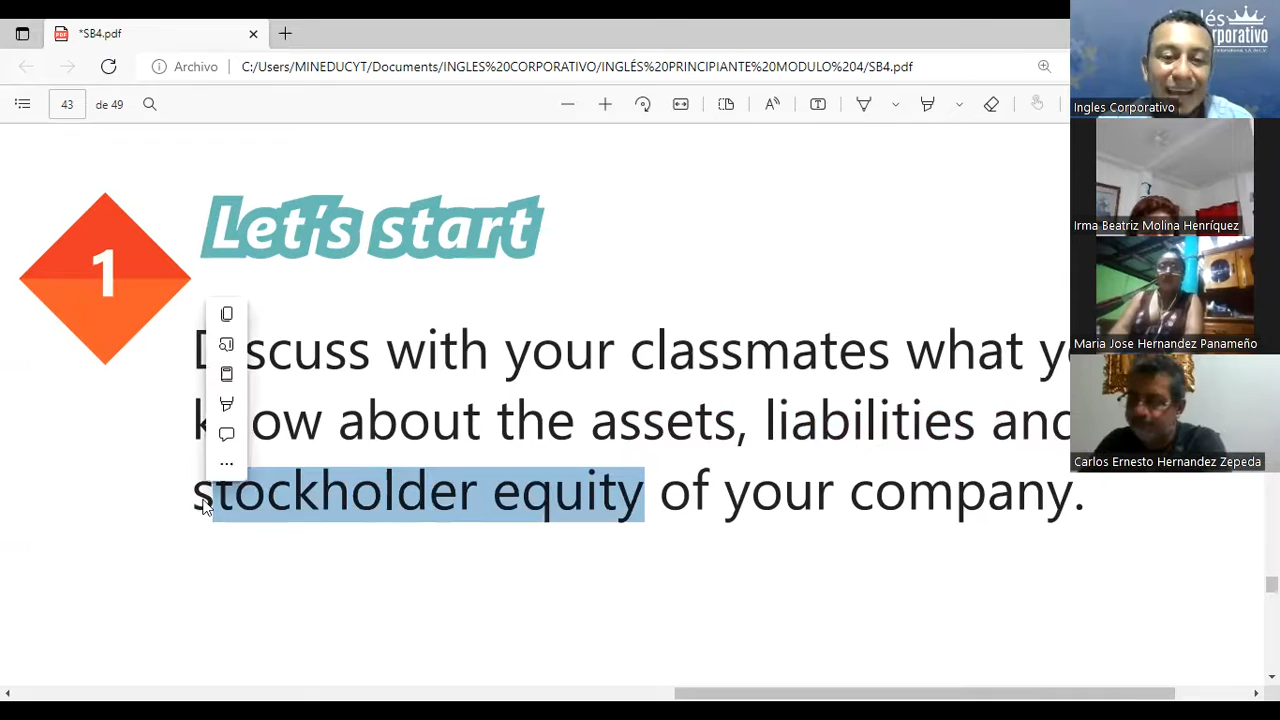 *SB4.pdf
Archivo
C:/Users/MINEDUCYT/Documents/INGLES%20CORPORATIVO/INGLÉS%20PRINCIPIANTE%20MODULO%204/SB4.pdf
43
de 49
1
Let's start
Discuss with your classmates what
know about the assets, liabilities and
stockholder equity of your company.
Ingles Corporativo
Irma Beatriz Molina Henríquez
Maria Jose Hernandez Panameño
Carlos Ernesto Hernandez Zepeda